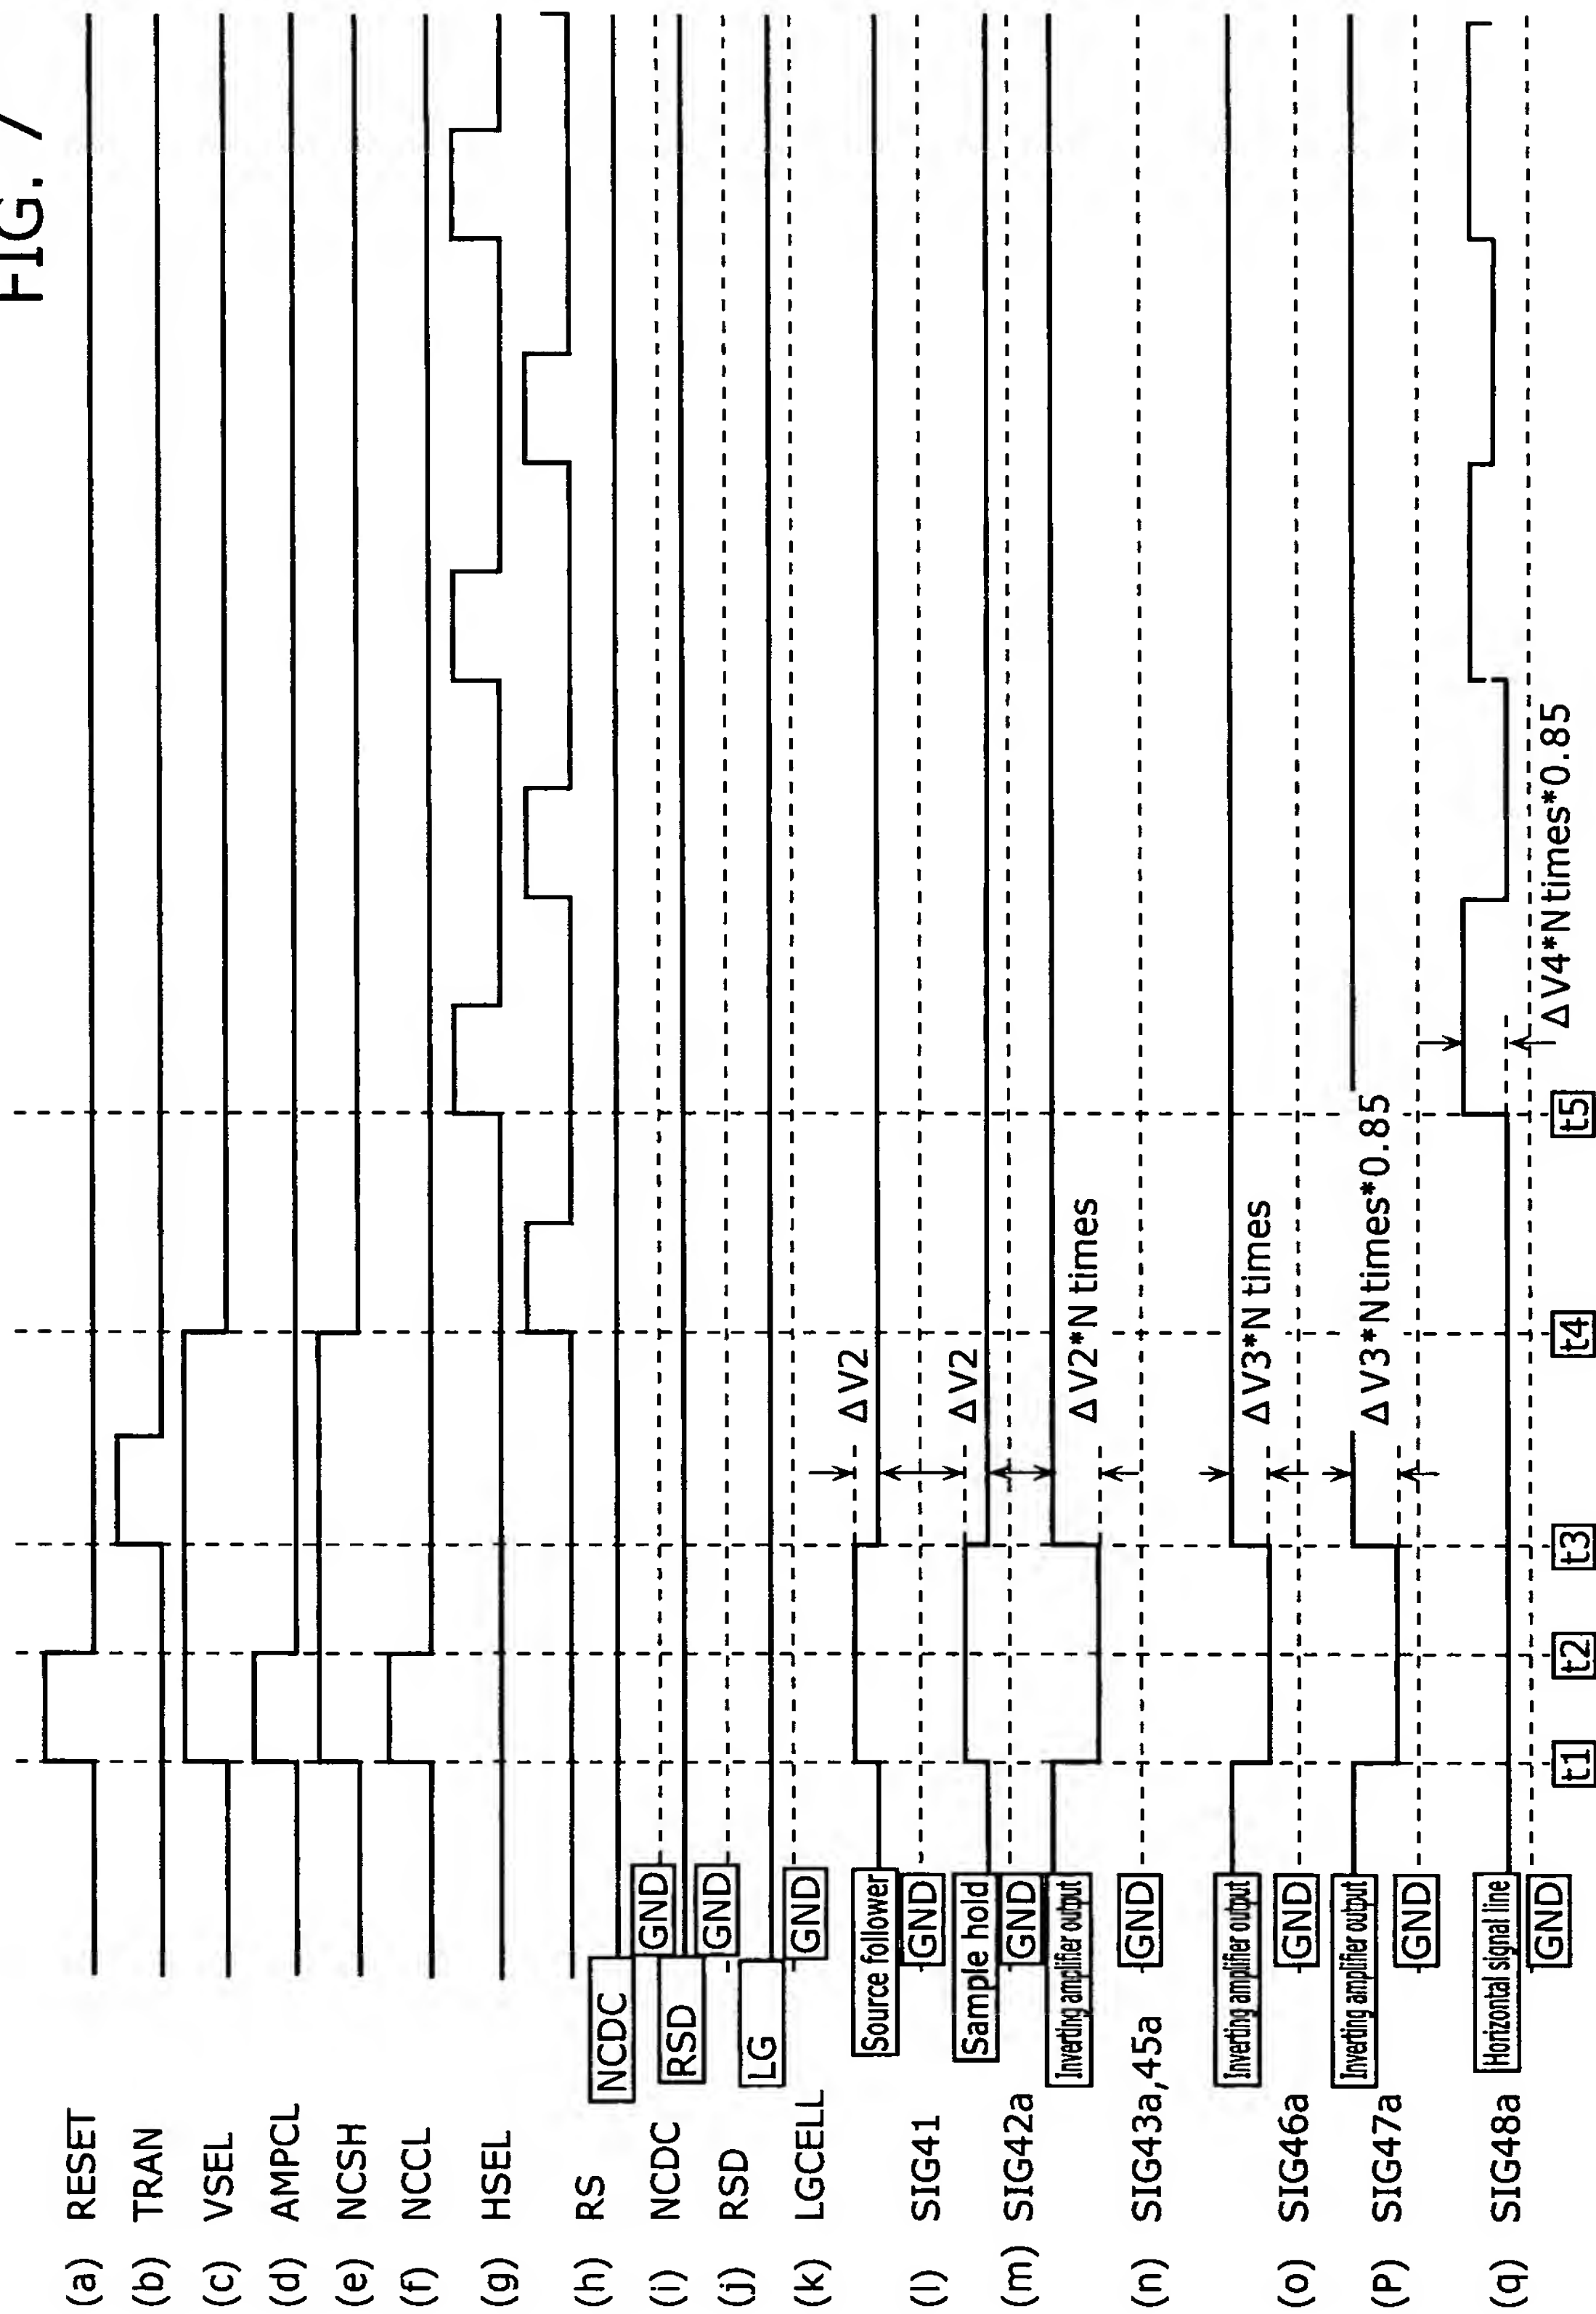 FIG. 7
(a) RESET
(b) TRAN
(c) VSEL
(d) AMPCL
(e) NCSH
(f) NCCL
(g) HSEL
(h) RS
NCDC
(i) NCDC
GND
RSD
(j) RSD
GND
LG
(k) LGCELL
GND
Source follower
ΔV2
(l) SIG41
GND
Sample hold
ΔV2
(m) SIG42a
GND
Inverting amplifier output
ΔV2*N times
(n) SIG43a,45a
GND
Inverting amplifier output
ΔV3*N times
(o) SIG46a
GND
Inverting amplifier output
ΔV3*N times*0.85
(P) SIG47a
GND
Horizontal signal line
(q) SIG48a
GND
ΔV4*N times*0.85
t1 t2 t3 t4 t5